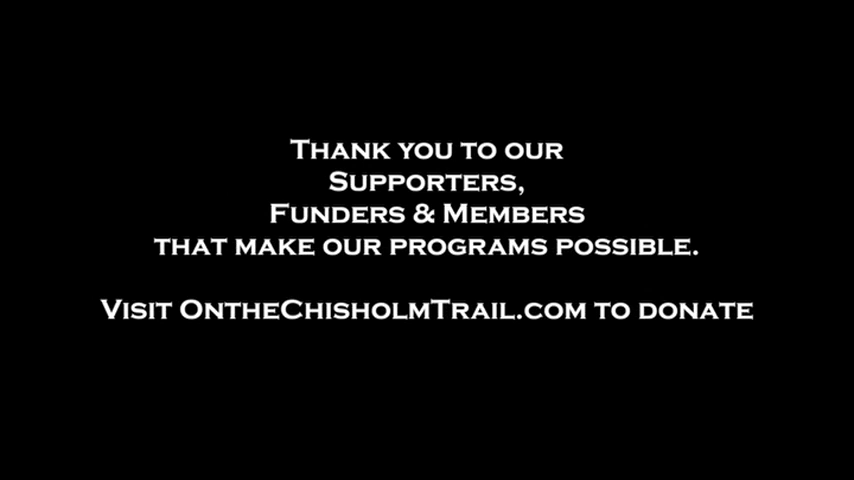 Thank you to our
Supporters,
Funders & Members
that make our programs possible.
Visit OntheChisholmTrail.com to donate